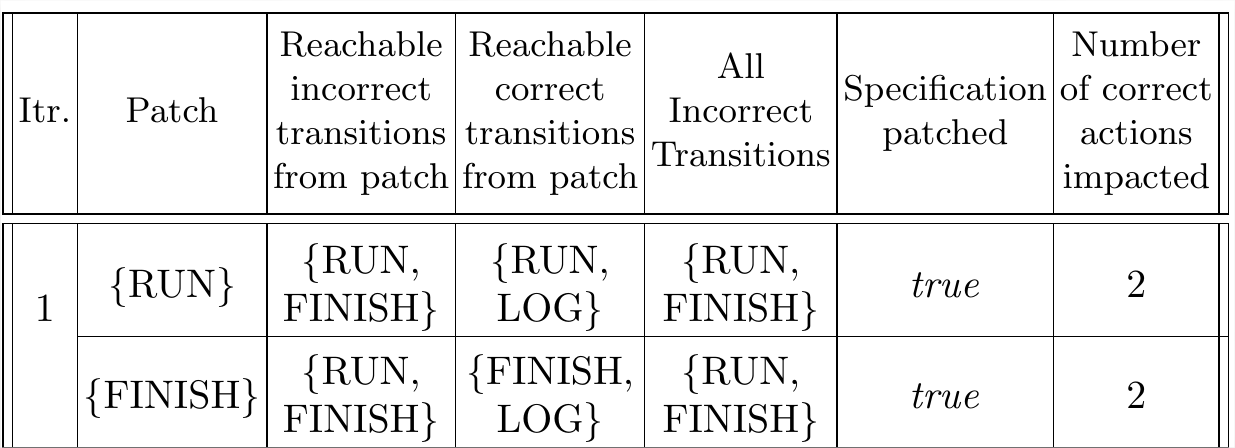 Itr.
Patch
Reachable
incorrect
transitions
from patch
Reachable
correct
transitions
from patch
All
Incorrect
Transitions
Specification
patched
Number
of correct
actions
impacted
1
{RUN}
{RUN,
FINISH}
{RUN,
LOG}
{RUN,
FINISH}
true
2
{FINISH}
{RUN,
FINISH}
{FINISH,
LOG}
{RUN,
FINISH}
true
2